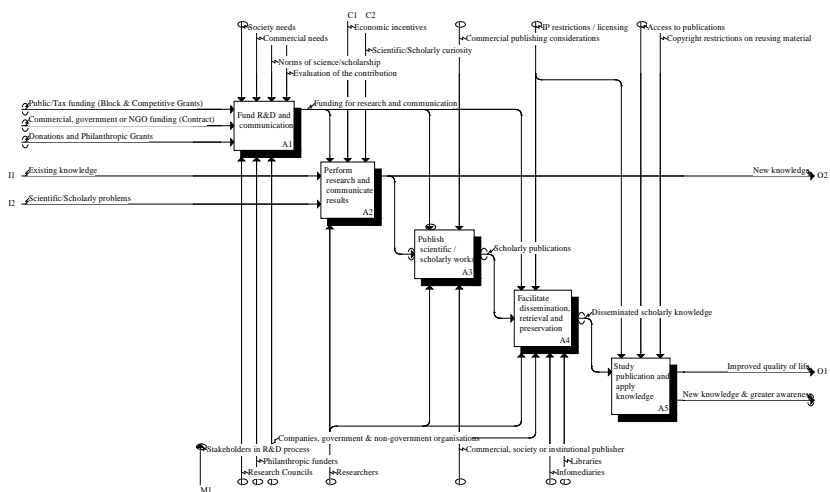 C1 C2
Society needs
Economic incentives
IP restrictions / licensing
Access to publications
Commercial needs
Commercial publishing considerations
Copyright restrictions on reusing material
Scientific/Scholarly curiosity
Norms of science/scholarship
Evaluation of the contribution
Public/Tax funding (Block & Competitive Grants)
Funding for research and communication
Fund R&D and
communication
A1
Commercial, government or NGO funding (Contract)
Donations and Philanthropic Grants
I1
Existing knowledge
Perform
research and
communicate
results
A2
New knowledge
O2
I2
Scientific/Scholarly problems
Publish
scientific /
scholarly works
A3
Scholarly publications
Facilitate
dissemination,
retrieval and
preservation
A4
Disseminated scholarly knowledge
Study
publication and
apply
knowledge
A5
Improved quality of life
O1
New knowledge & greater awareness
Companies, government & non-government organisations
Stakeholders in R&D process
Commercial, society or institutional publisher
Philanthropic funders
Libraries
Research Councils
Researchers
Infomediaries
M1